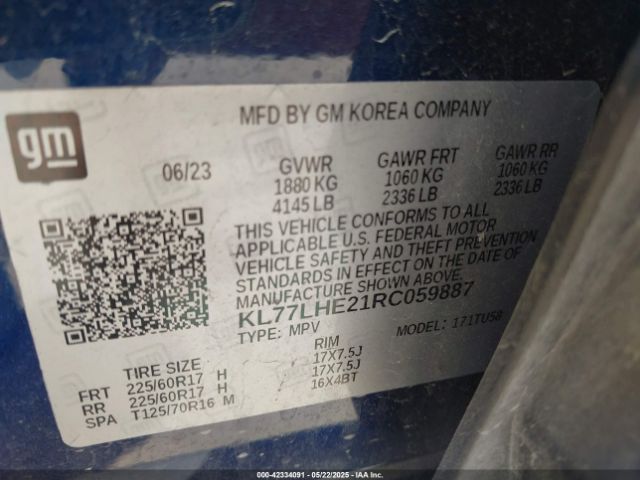 MFD BY GM KOREA COMPANY
gm
06/23
GVWR GAWR FRT GAWR RR
1880 KG 1060 KG 1060 KG
4145 LB 2336 LB 2336 LB
THIS VEHICLE CONFORMS TO ALL
APPLICABLE U.S. FEDERAL MOTOR
VEHICLE SAFETY AND THEFT PREVENTION
STANDARDS IN EFFECT ON THE DATE OF
MANUFACTURE SHOWN ABOVE.
KL77LHE21RC059887
TYPE: MPV MODEL: 171TU58
TIRE SIZE RIM
FRT 225/60R17 H 17X7.5J
RR 225/60R17 H 17X7.5J
SPA T125/70R16 M 16X4BT
000-42334091 - 05/22/2025 - IAAI.COM